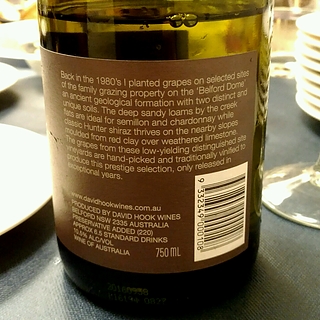 Back in the 1980's I planted grapes on selected sites
of the family grazing property on the 'Belford Dome'
an ancient geological formation with two distinct and
unique soils. The deep sandy loams by the creek
flats are ideal for semillon and chardonnay while
classic Hunter shiraz thrives on the nearby slopes
moulded from red clay over weathered limestone.
The grapes from these low-yielding distinguished site
vineyards are hand-picked and traditionally vinified to
produce this prestige selection, only released in
exceptional years.
www.davidhookwines.com.au
PRODUCED BY DAVID HOOK WINES
BELFORD NSW 2335 AUSTRALIA
PRESERVATIVE ADDED (220)
APPROX 6.5 STANDARD DRINKS
ALC/VOL
WINE OF AUSTRALIA
750 ML
9 332249 000108